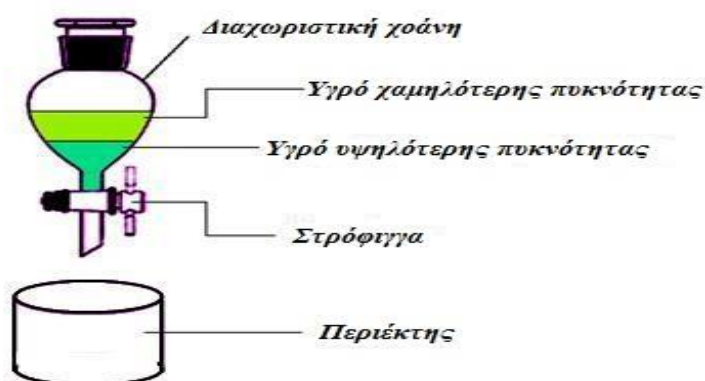 Διαχωριστική χοάνη
Υγρό χαμηλότερης πυκνότητας
Υγρό υψηλότερης πυκνότητας
Στρόφιγγα
Περιέκτης